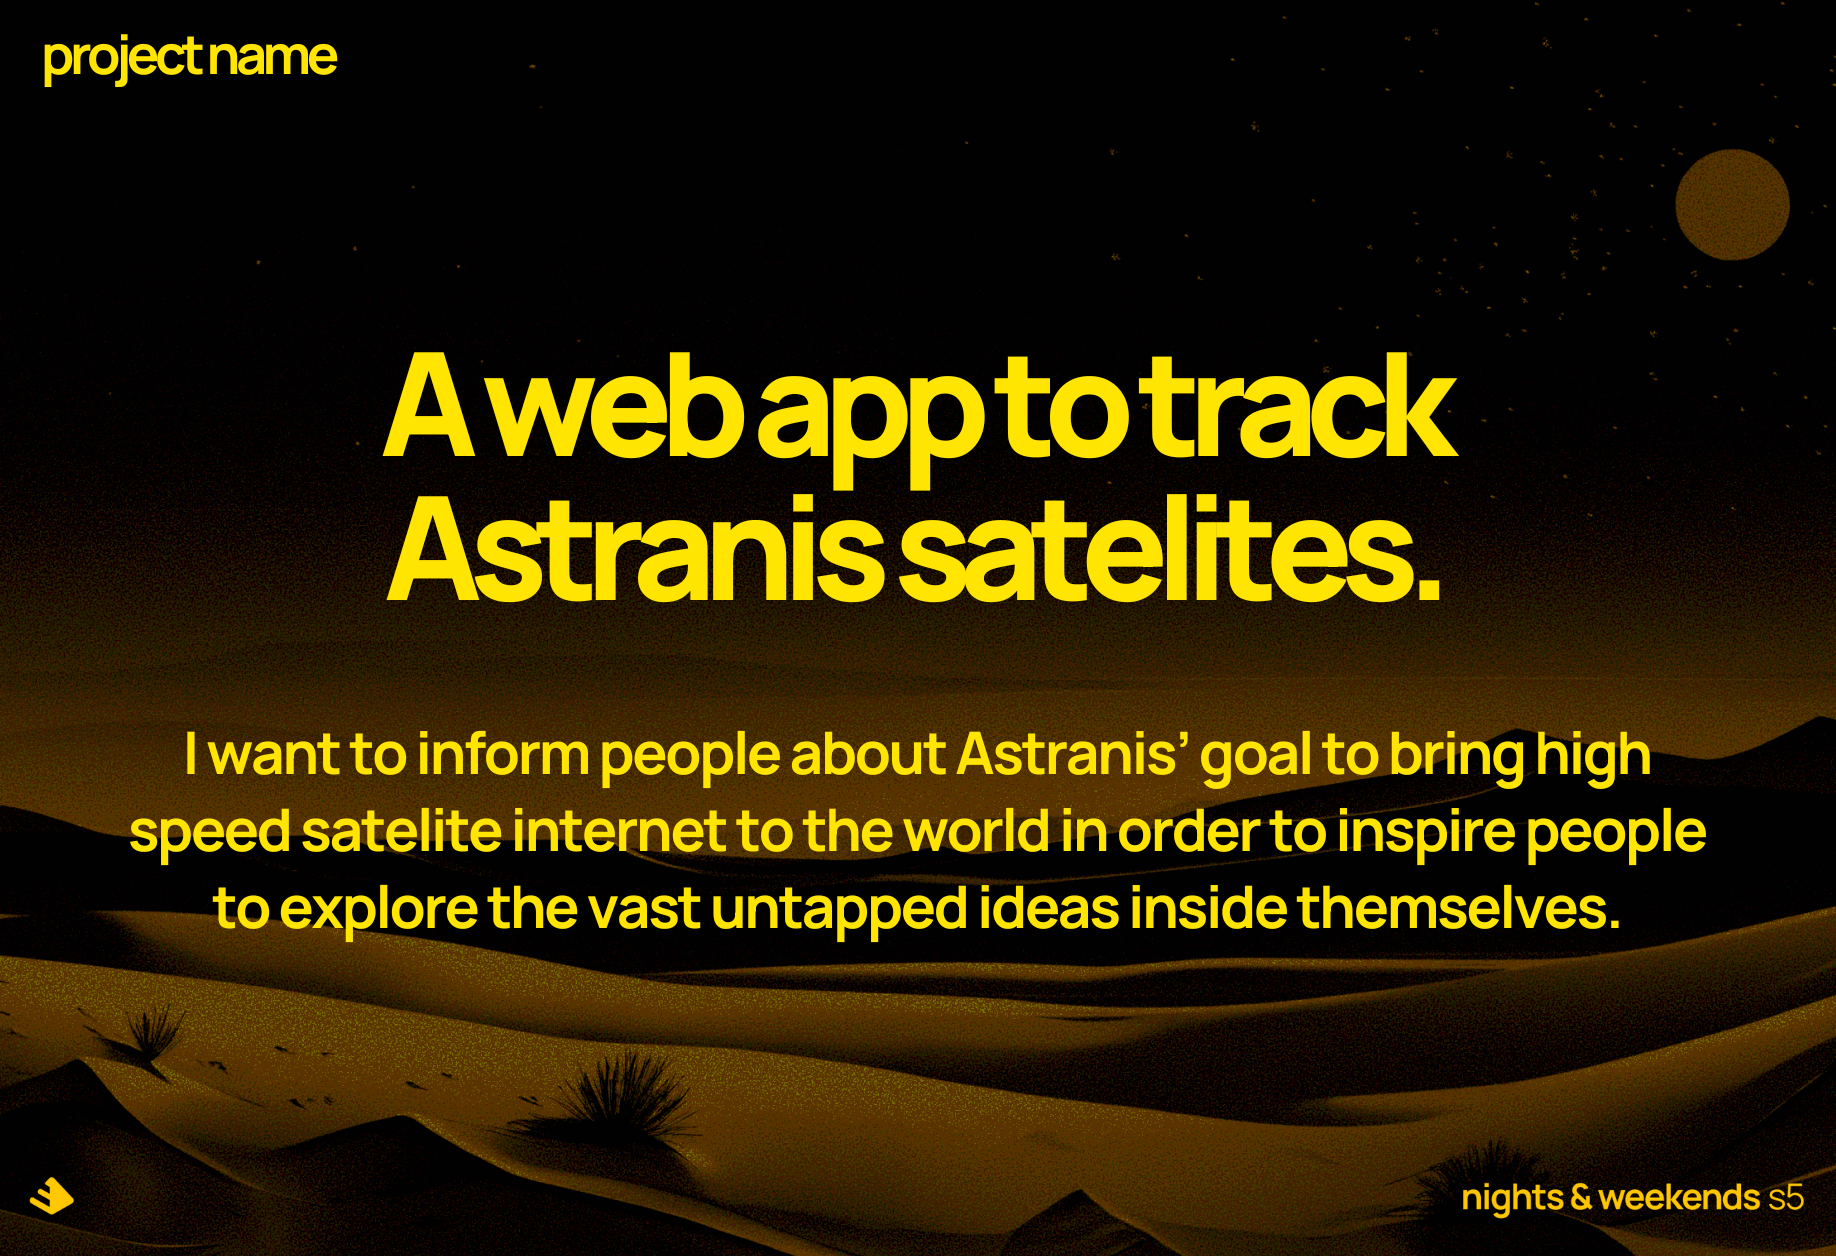 project name
A web app to track
Astranis satelites.
I want to inform people about Astranis’ goal to bring high
speed satelite internet to the world in order to inspire people
to explore the vast untapped ideas inside themselves.
nights & weekends s5